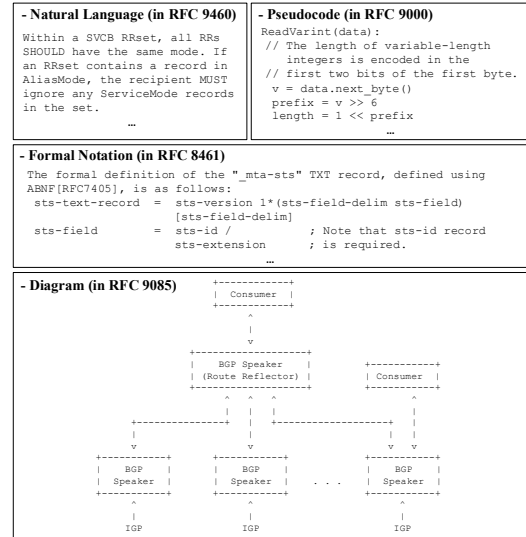 - Natural Language (in RFC 9460)
Within a SVCB RRset, all RRs
SHOULD have the same mode. If
an RRset contains a record in
AliasMode, the recipient MUST
ignore any ServiceMode records
in the set.
…
- Pseudocode (in RFC 9000)
ReadVarint(data):
// The length of variable-length
integers is encoded in the
// first two bits of the first byte.
v = data.next_byte()
prefix = v >> 6
length = 1 << prefix
…
- Formal Notation (in RFC 8461)
The formal definition of the "_mta-sts" TXT record, defined using
ABNF[RFC7405], is as follows:
sts-text-record = sts-version 1*(sts-field-delim sts-field)
[sts-field-delim]
sts-field = sts-id / ; Note that sts-id record
sts-extension ; is required.
…
- Diagram (in RFC 9085)
+------------+
| Consumer |
+------------+
^
|
v
+-------------------+
| BGP Speaker | +-----------+
| (Route Reflector) | | Consumer |
+-------------------+ +-----------+
^ ^ ^ ^
| | | |
+---------------+ | +-------------------+ |
| | | |
v v v v
+-----------+ +-----------+ +-----------+
| BGP | | BGP | | BGP |
| Speaker | | Speaker | . . . | Speaker |
+-----------+ +-----------+ +-----------+
^ ^ ^
| | |
IGP IGP IGP